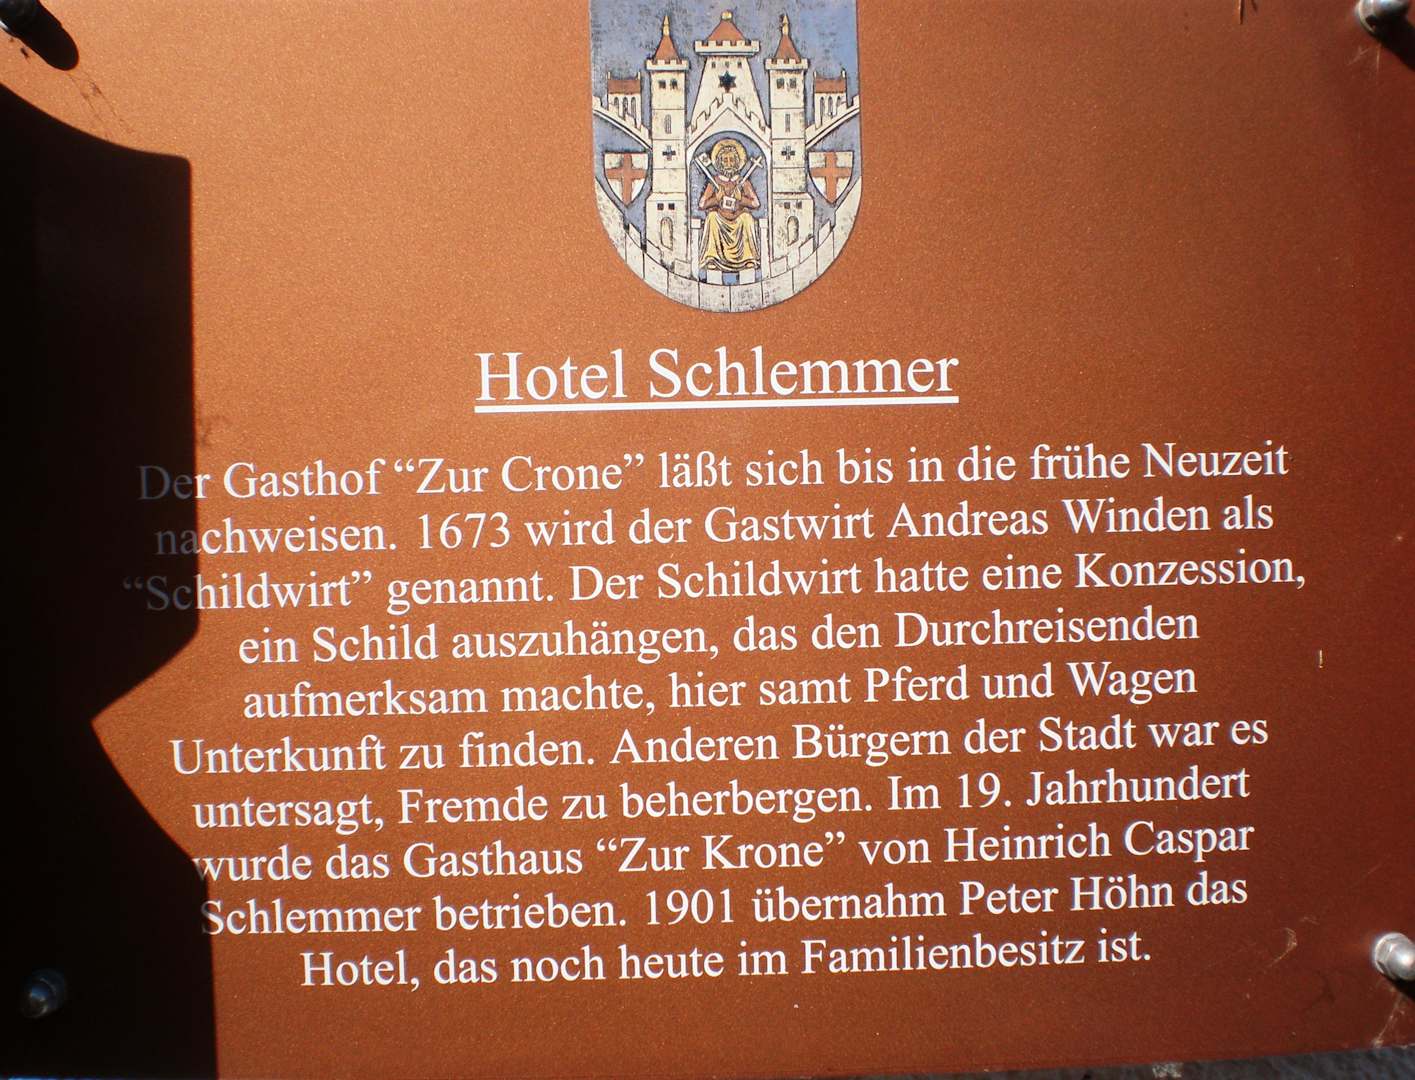 Hotel Schlemmer
Der Gasthof “Zur Crone” läßt sich bis in die frühe Neuzeit
nachweisen. 1673 wird der Gastwirt Andreas Winden als
“Schildwirt” genannt. Der Schildwirt hatte eine Konzession,
ein Schild auszuhängen, das den Durchreisenden
aufmerksam machte, hier samt Pferd und Wagen
Unterkunft zu finden. Anderen Bürgern der Stadt war es
untersagt, Fremde zu beherbergen. Im 19. Jahrhundert
wurde das Gasthaus “Zur Krone” von Heinrich Caspar
Schlemmer betrieben. 1901 übernahm Peter Höhn das
Hotel, das noch heute im Familienbesitz ist.